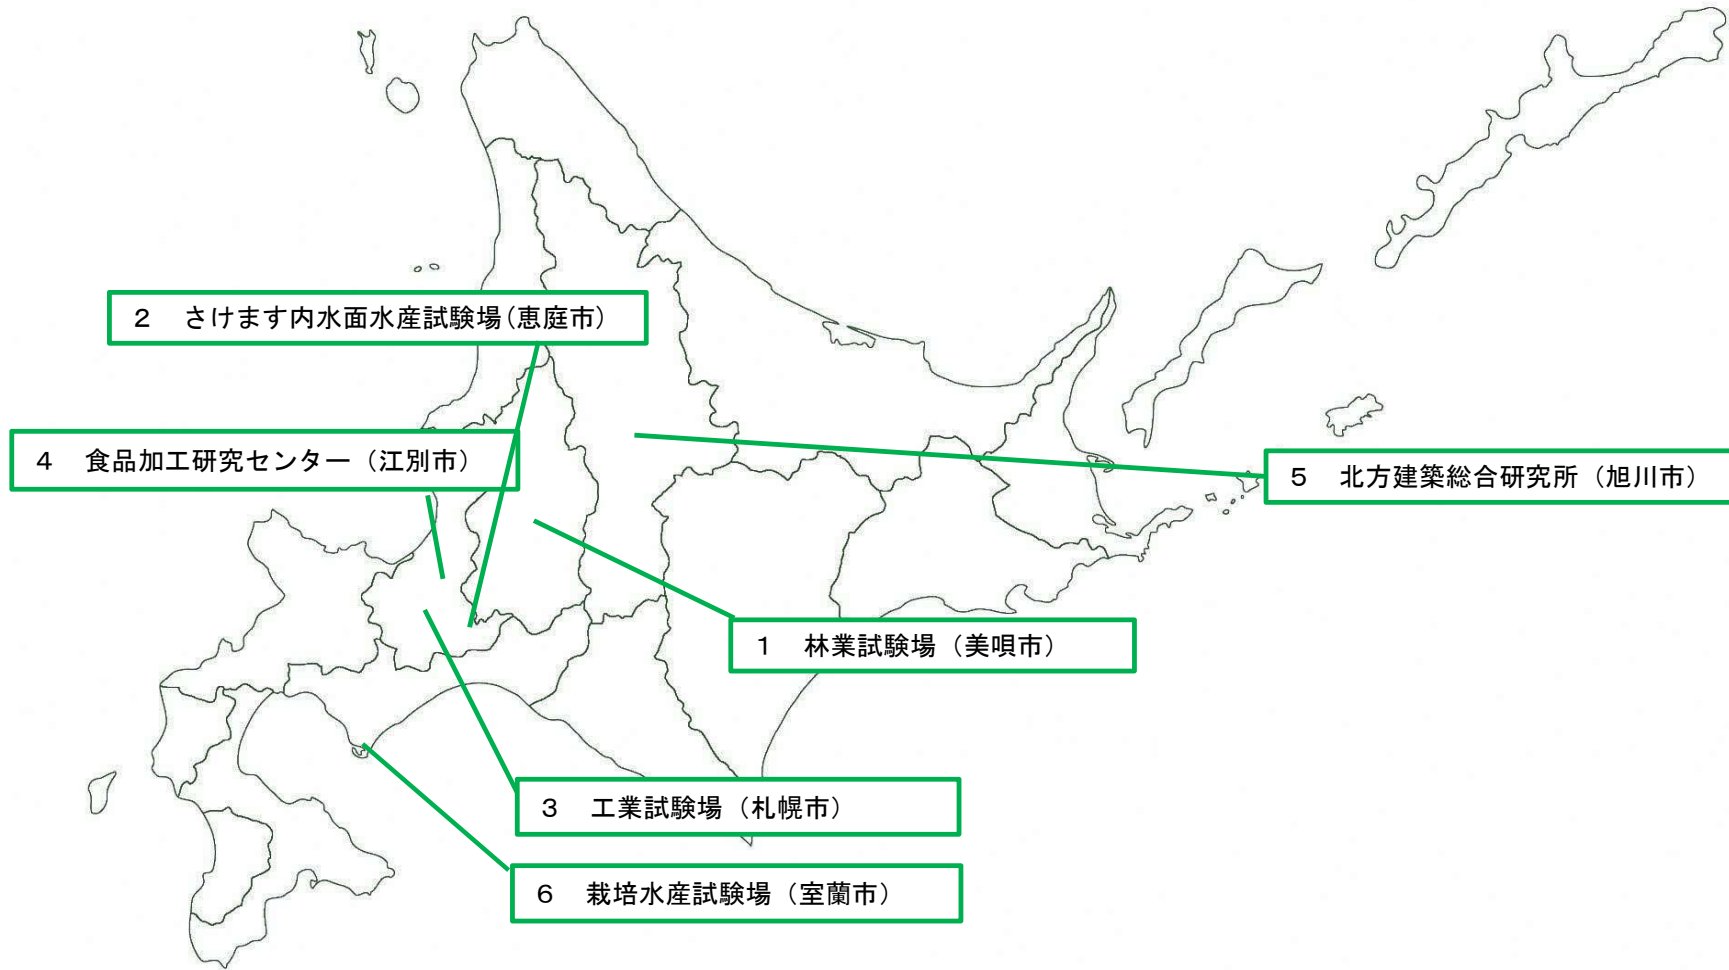 2　さけます内水面水産試験場(恵庭市)
4　食品加工研究センター（江別市）
5　北方建築総合研究所（旭川市）
1　林業試験場（美唄市）
3　工業試験場（札幌市）
6　栽培水産試験場（室蘭市）